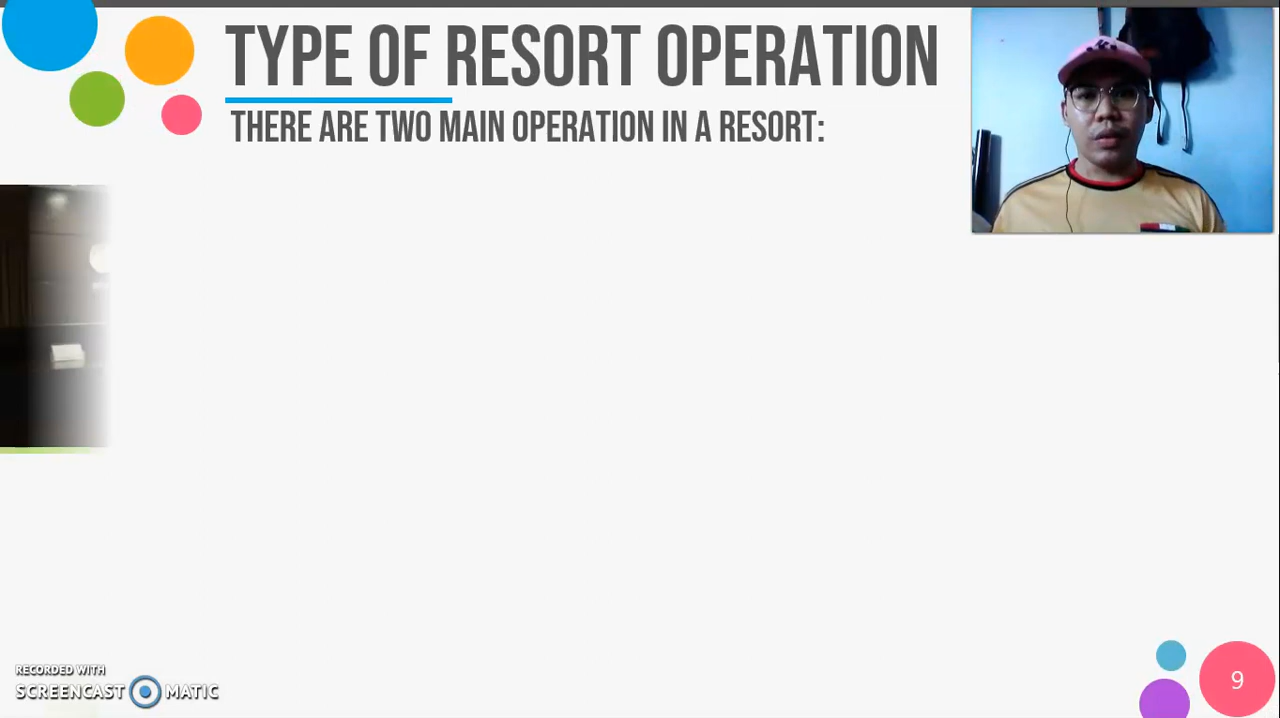 TYPE OF RESORT OPERATION
THERE ARE TWO MAIN OPERATION IN A RESORT:
RECORDED WITH
SCREENCAST MATIC
9